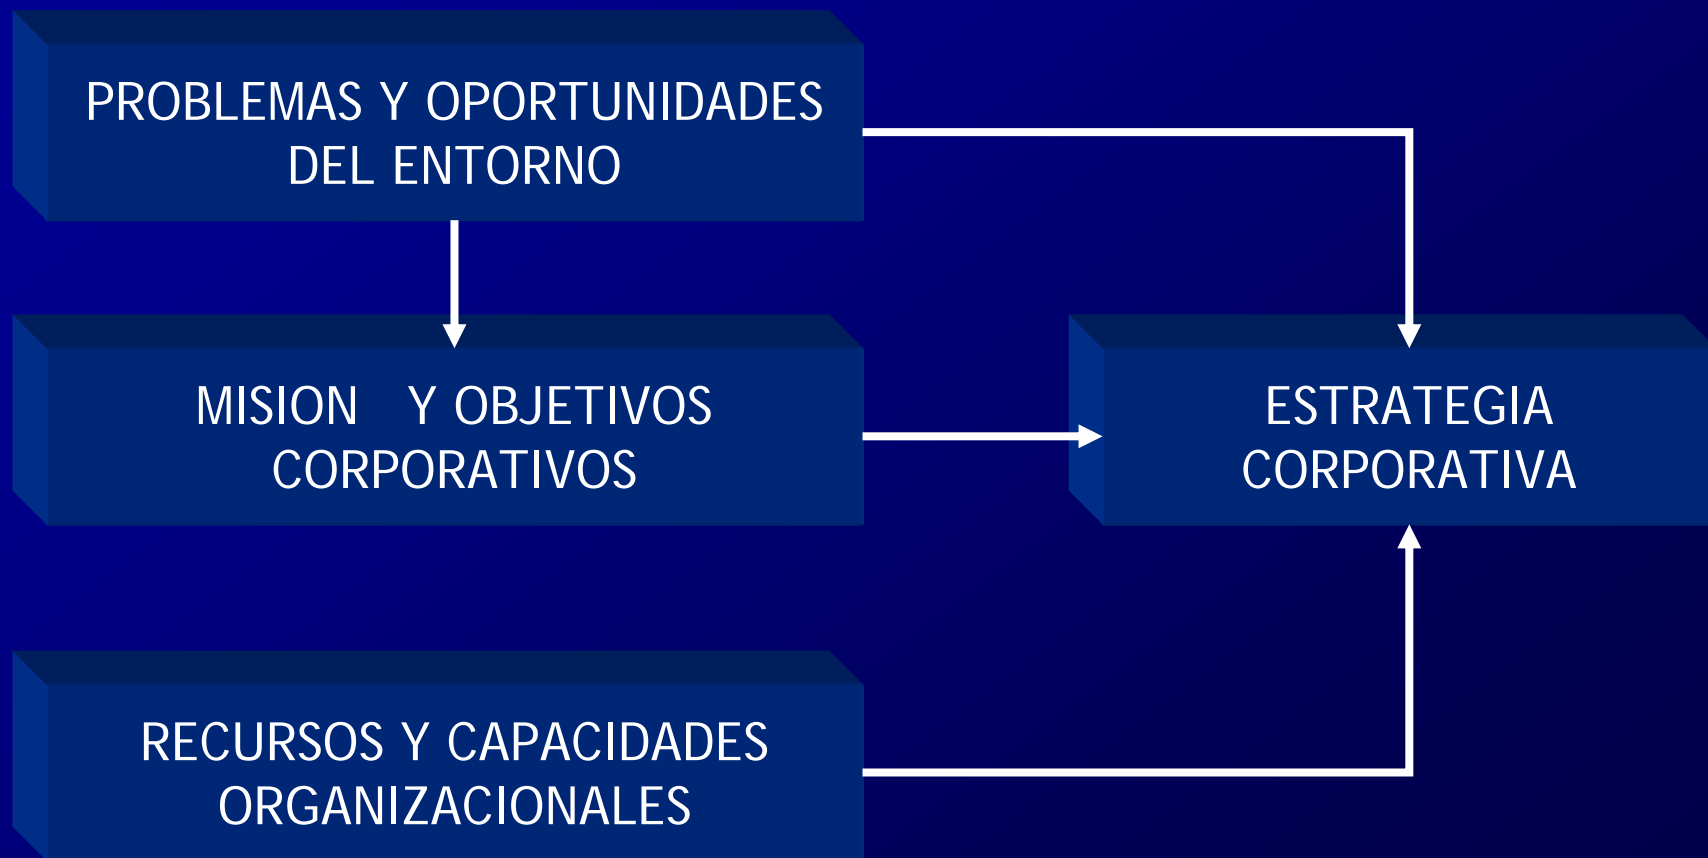 PROBLEMAS Y OPORTUNIDADES
DEL ENTORNO
MISION Y OBJETIVOS
CORPORATIVOS
ESTRATEGIA
CORPORATIVA
RECURSOS Y CAPACIDADES
ORGANIZACIONALES